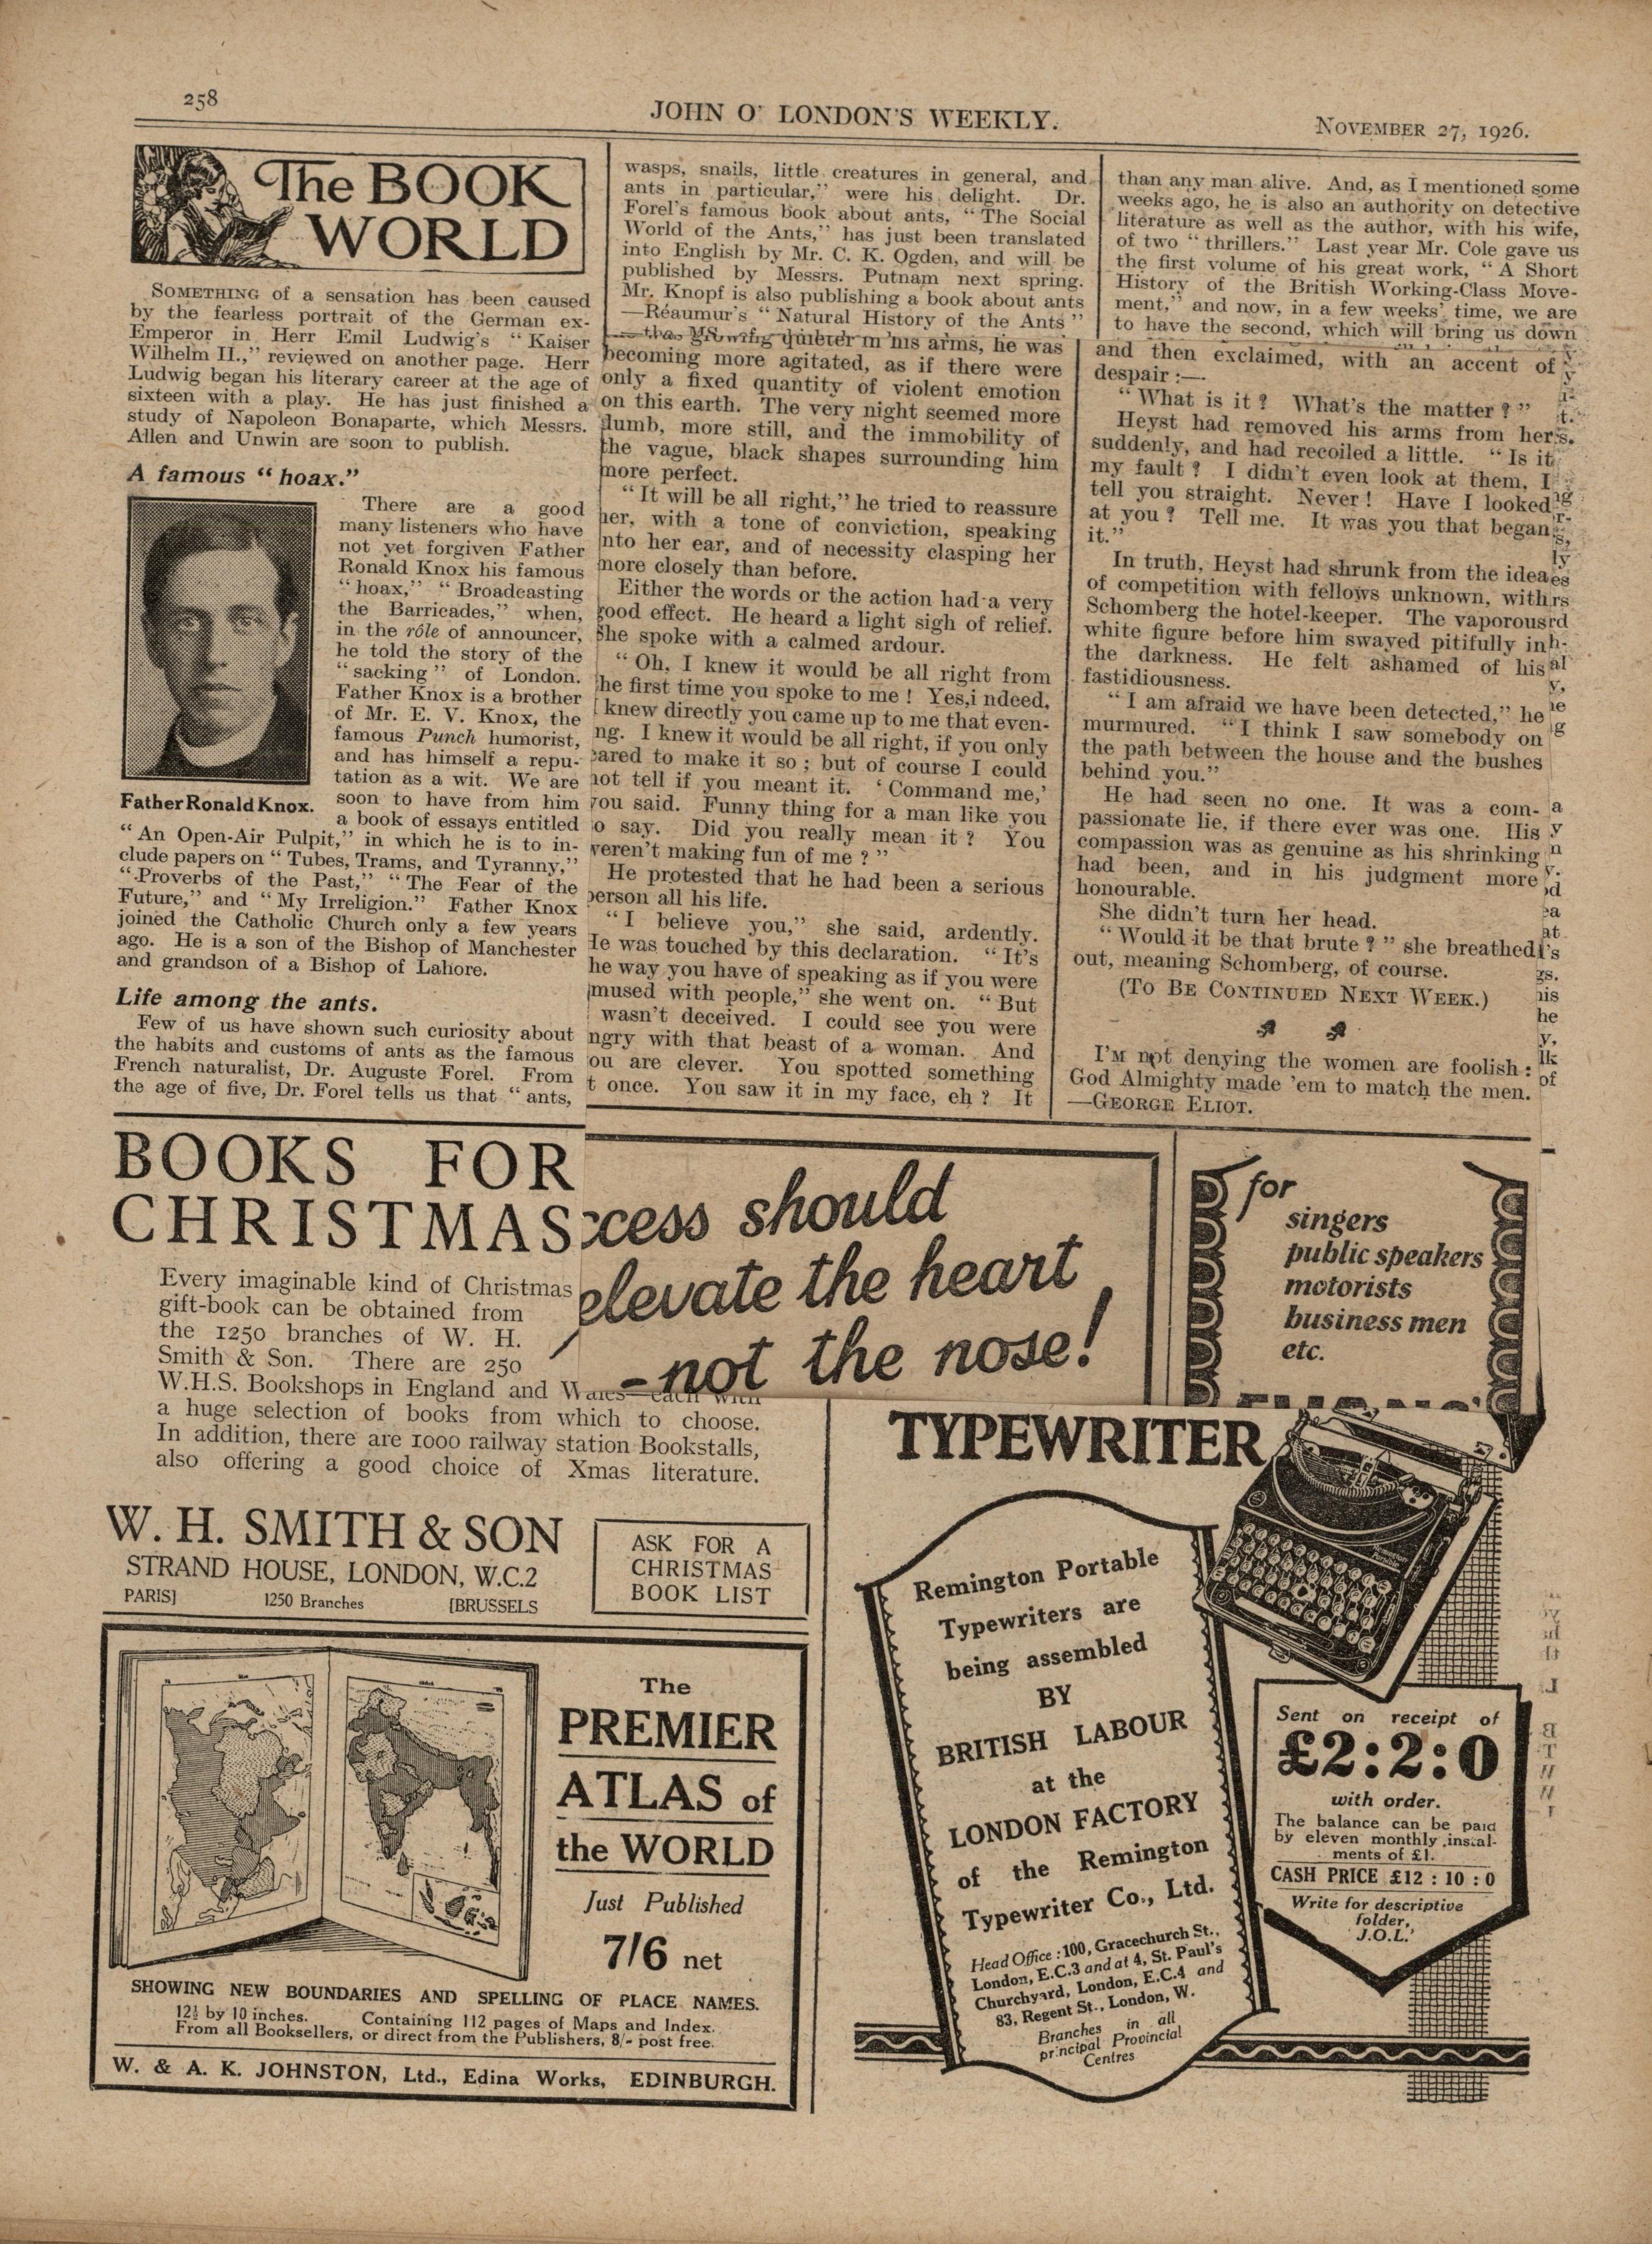 258
JOHN O' LONDON'S WEEKLY.
NOVEMBER 27, 1926.
The BOOK
WORLD
SOMETHING of a sensation has been caused
by the fearless portrait of the German ex-
Emperor in Herr Emil Ludwig's "Kaiser
Wilhelm II.," reviewed on another page. Herr
Ludwig began his literary career at the age of
sixteen with a play. He has just finished a
study of Napoleon Bonaparte, which Messrs.
Allen and Unwin are soon to publish.
A famous "hoax."
There are a good
many listeners who have
not yet forgiven Father
Ronald Knox his famous
"hoax," "Broadcasting
the Barricades," when,
in the rôle of announcer,
he told the story of the
"sacking" of London.
Father Knox is a brother
of Mr. E. V. Knox, the
famous Punch humorist,
and has himself a repu-
tation as a wit. We are
soon to have from him
a book of essays entitled
Father Ronald Knox.
"An Open-Air Pulpit," in which he is to in-
clude papers on "Tubes, Trams, and Tyranny,"
"Proverbs of the Past," "The Fear of the
Future," and "My Irreligion." Father Knox
joined the Catholic Church only a few years
ago. He is a son of the Bishop of Manchester
and grandson of a Bishop of Lahore.
Life among the ants.
Few of us have shown such curiosity about
the habits and customs of ants as the famous
French naturalist, Dr. Auguste Forel. From
the age of five, Dr. Forel tells us that "ants,
wasps, snails, little creatures in general, and
ants in particular," were his delight. Dr.
Forel's famous book about ants, "The Social
World of the Ants," has just been translated
into English by Mr. C. K. Ogden, and will be
published by Messrs. Putnam next spring.
Mr. Knopf is also publishing a book about ants
—Réaumur's "Natural History of the Ants"
quieter in his arms, he was
becoming more agitated, as if there were
only a fixed quantity of violent emotion
on this earth. The very night seemed more
dumb, more still, and the immobility of
the vague, black shapes surrounding him
more perfect.
"It will be all right," he tried to reassure
her, with a tone of conviction, speaking
into her ear, and of necessity clasping her
more closely than before.
Either the words or the action had a very
good effect. He heard a light sigh of relief.
She spoke with a calmed ardour.
"Oh, I knew it would be all right from
he first time you spoke to me! Yes,i ndeed,
I knew directly you came up to me that even-
ng. I knew it would be all right, if you only
cared to make it so; but of course I could
not tell if you meant it. 'Command me,'
you said. Funny thing for a man like you
o say. Did you really mean it? You
weren't making fun of me?"
He protested that he had been a serious
person all his life.
"I believe you," she said, ardently.
He was touched by this declaration. "It's
he way you have of speaking as if you were
mused with people," she went on. "But
wasn't deceived. I could see you were
ngry with that beast of a woman. And
ou are clever. You spotted something
t once. You saw it in my face, eh? It
than any man alive. And, as I mentioned some
weeks ago, he is also an authority on detective
literature as well as the author, with his wife,
of two "thrillers." Last year Mr. Cole gave us
the first volume of his great work, "A Short
History of the British Working-Class Move-
ment," and now, in a few weeks' time, we are
to have the second, which will bring us down
and then exclaimed, with an accent of
despair:—
"What is it? What's the matter?"
Heyst had removed his arms from her
suddenly, and had recoiled a little. "Is it
my fault? I didn't even look at them, I
tell you straight. Never! Have I looked
at you? Tell me. It was you that began
it."
In truth, Heyst had shrunk from the idea
of competition with fellows unknown, with
Schomberg the hotel-keeper. The vaporous
white figure before him swayed pitifully in
the darkness. He felt ashamed of his
fastidiousness.
"I am afraid we have been detected," he
murmured. "I think I saw somebody on
the path between the house and the bushes
behind you."
He had seen no one. It was a com-
passionate lie, if there ever was one. His
compassion was as genuine as his shrinking
had been, and in his judgment more
honourable.
She didn't turn her head.
"Would it be that brute?" she breathed
out, meaning Schomberg, of course.
(TO BE CONTINUED NEXT WEEK.)
I'M not denying the women are foolish:
God Almighty made 'em to match the men.
—GEORGE ELIOT.
BOOKS FOR
CHRISTMAS
Every imaginable kind of Christmas
gift-book can be obtained from
the 1250 branches of W. H.
Smith & Son. There are 250
W.H.S. Bookshops in England and Wales—each with
a huge selection of books from which to choose.
In addition, there are 1000 railway station Bookstalls,
also offering a good choice of Xmas literature.
W. H. SMITH & SON
STRAND HOUSE, LONDON, W.C.2
PARIS] 1250 Branches [BRUSSELS
ASK FOR A
CHRISTMAS
BOOK LIST
cess should
elevate the heart
-not the nose!
for
singers
public speakers
motorists
business men
etc.
The
PREMIER
ATLAS of
the WORLD
Just Published
7/6 net
SHOWING NEW BOUNDARIES AND SPELLING OF PLACE NAMES.
12½ by 10 inches. Containing 112 pages of Maps and Index.
From all Booksellers, or direct from the Publishers, 8/- post free.
W. & A. K. JOHNSTON, Ltd., Edina Works, EDINBURGH.
TYPEWRITER
Remington Portable
Typewriters are
being assembled
BY
BRITISH LABOUR
at the
LONDON FACTORY
of the Remington
Typewriter Co., Ltd.
Head Office: 100, Gracechurch St.,
London, E.C.3 and at 4, St. Paul's
Churchyard, London, E.C.4 and
83, Regent St., London, W.
Branches in all
principal Provincial
Centres
Sent on receipt of
£2:2:0
with order.
The balance can be paid
by eleven monthly instal-
ments of £1.
CASH PRICE £12:10:0
Write for descriptive
folder,
'J.O.L.'